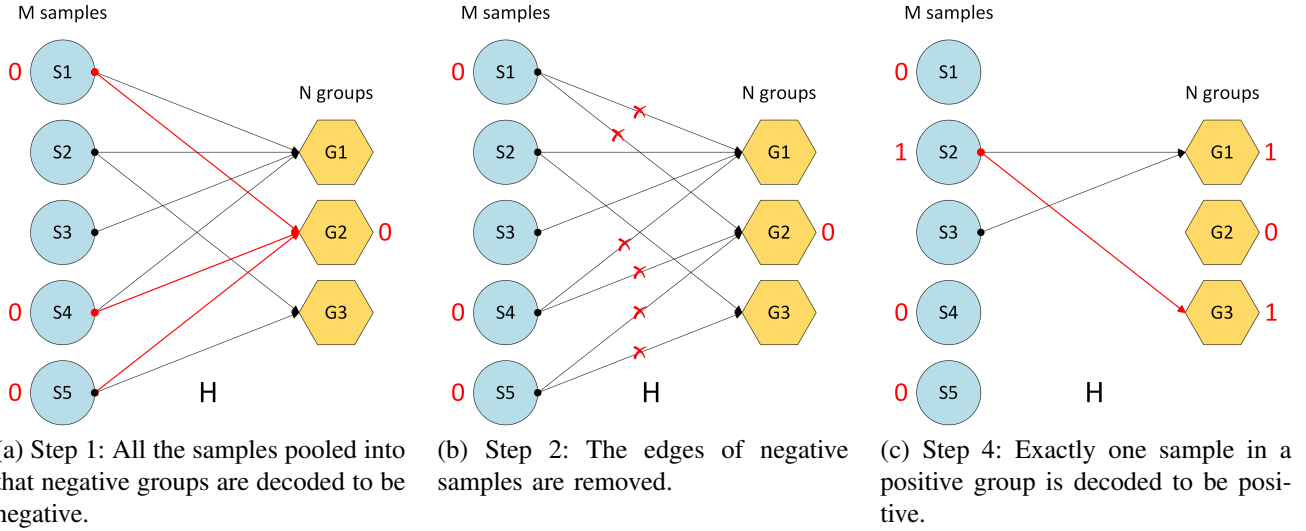 M samples
0
S1
N groups
S2
G1
S3
G2
0
0
S4
G3
0
S5
H
(a) Step 1: All the samples pooled into
that negative groups are decoded to be
negative.
M samples
0
S1
N groups
S2
G1
S3
G2
0
0
S4
G3
0
S5
H
(b) Step 2: The edges of negative
samples are removed.
M samples
0
S1
N groups
1
S2
G1
1
S3
G2
0
0
S4
G3
1
0
S5
H
(c) Step 4: Exactly one sample in a
positive group is decoded to be posi-
tive.